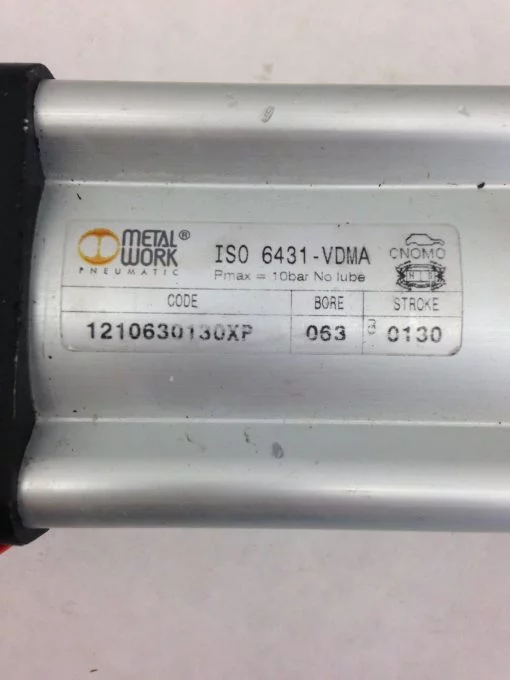 METAL®
WORK
PNEUMATIC
ISO 6431-VDMA
Pmax = 10bar No lube
CNOMO
CODE BORE STROKE
1210630130XP 063 0130